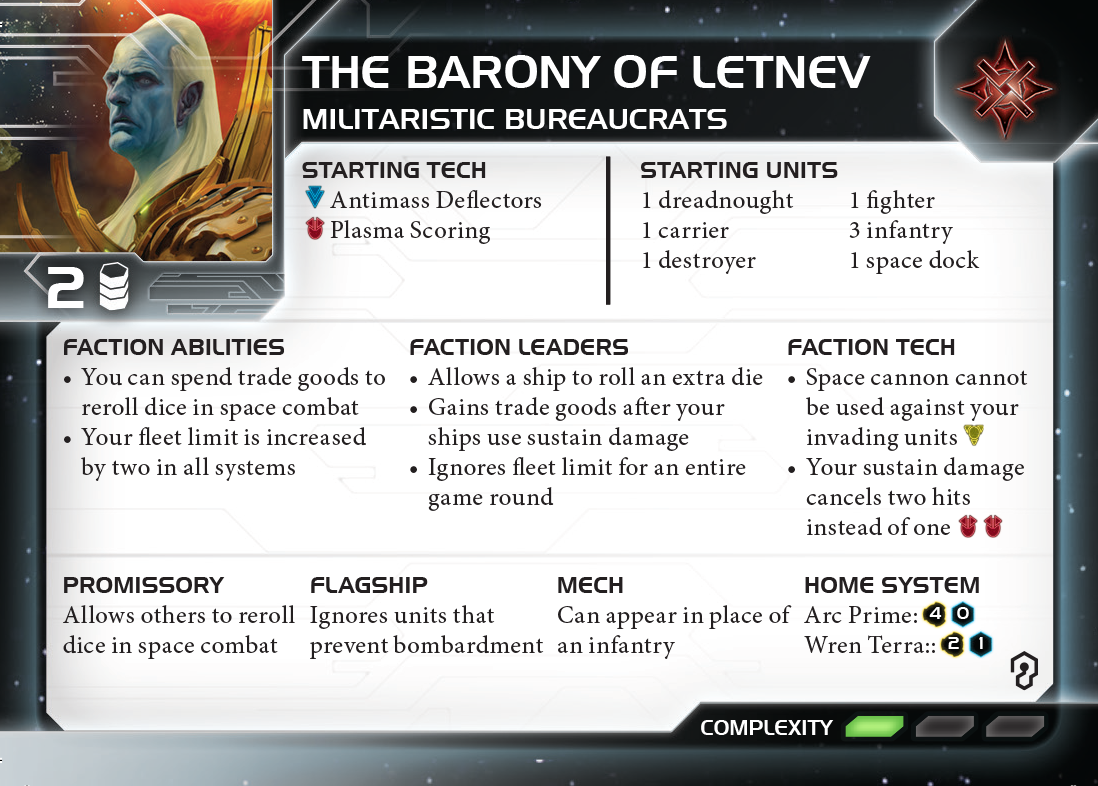 THE BARONY OF LETNEV
MILITARISTIC BUREAUCRATS
2
STARTING TECH
Antimass Deflectors
Plasma Scoring
STARTING UNITS
1 dreadnought
1 carrier
1 destroyer
1 fighter
3 infantry
1 space dock
FACTION ABILITIES
• You can spend trade goods to
reroll dice in space combat
• Your fleet limit is increased
by two in all systems
FACTION LEADERS
• Allows a ship to roll an extra die
• Gains trade goods after your
ships use sustain damage
• Ignores fleet limit for an entire
game round
FACTION TECH
• Space cannon cannot
be used against your
invading units
• Your sustain damage
cancels two hits
instead of one
PROMISSORY
Allows others to reroll
dice in space combat
FLAGSHIP
Ignores units that
prevent bombardment
MECH
Can appear in place of
an infantry
HOME SYSTEM
Arc Prime: 4 0
Wren Terra:: 2 1
COMPLEXITY